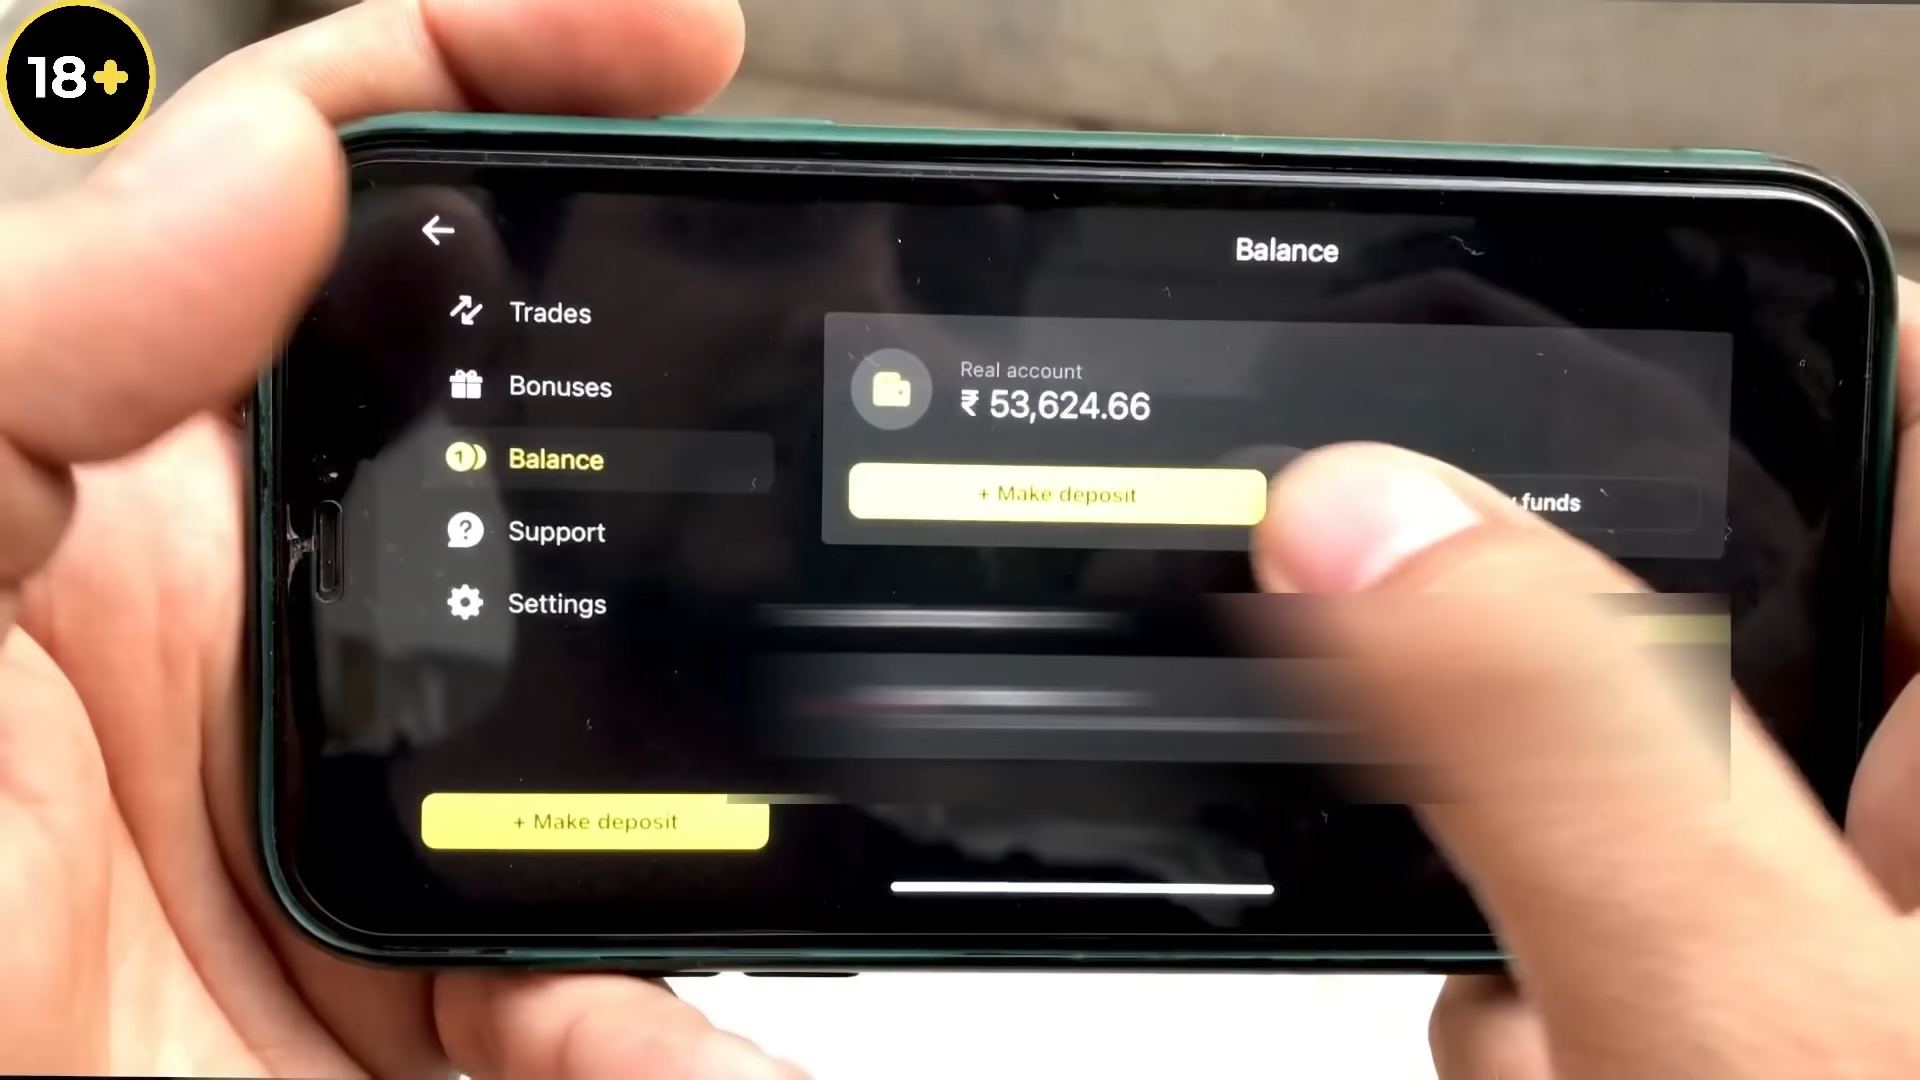 18+
Balance
Trades
Bonuses
Balance
Support
Settings
+ Make deposit
Real account
₹ 53,624.66
+ Make deposit
funds